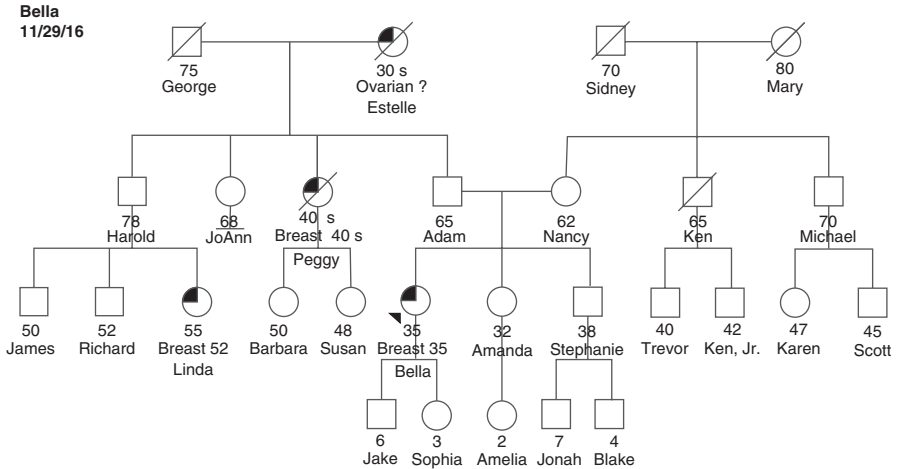 Bella
11/29/16
75
George
30 s
Ovarian ?
Estelle
70
Sidney
80
Mary
78
Harold
68
JoAnn
40 s
Breast 40 s
Peggy
65
Adam
62
Nancy
65
Ken
70
Michael
50
James
52
Richard
55
Breast 52
Linda
50
Barbara
48
Susan
35
Breast 35
Bella
32
Amanda
38
Stephanie
40
Trevor
42
Ken, Jr.
47
Karen
45
Scott
6
Jake
3
Sophia
2
Amelia
7
Jonah
4
Blake